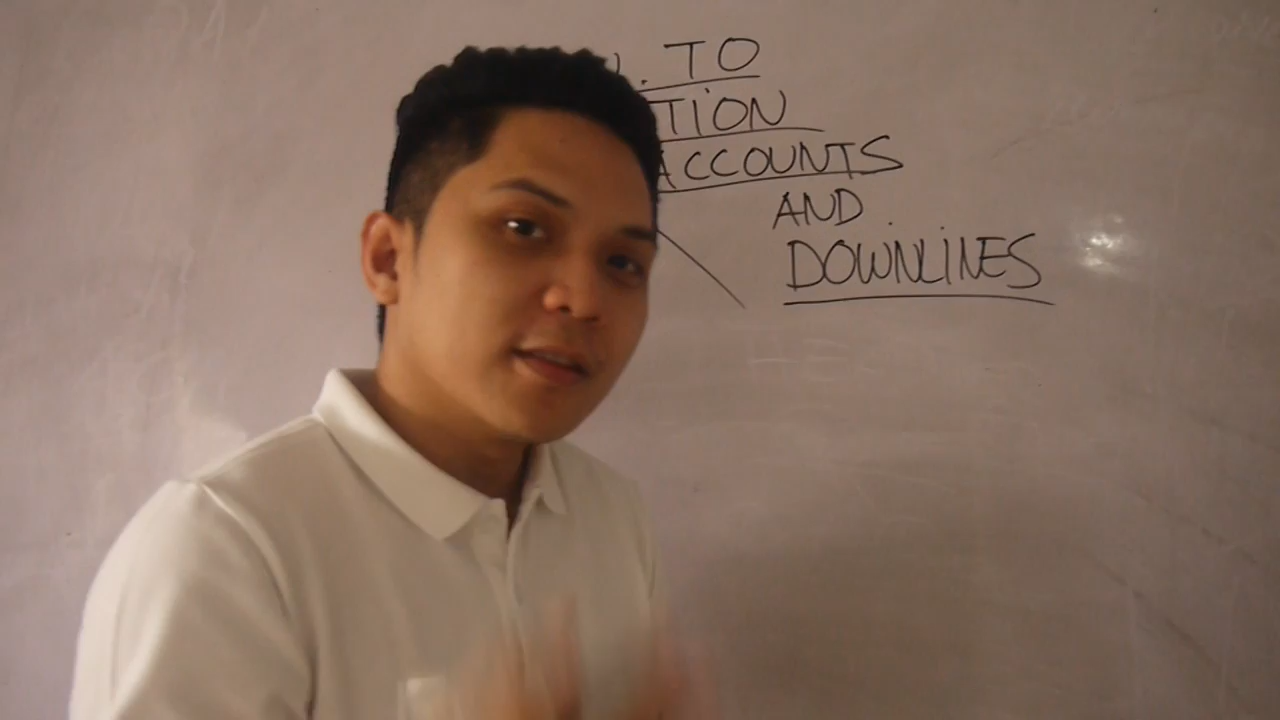 . TO
TION
ACCOUNTS
AND
DOWNLINES